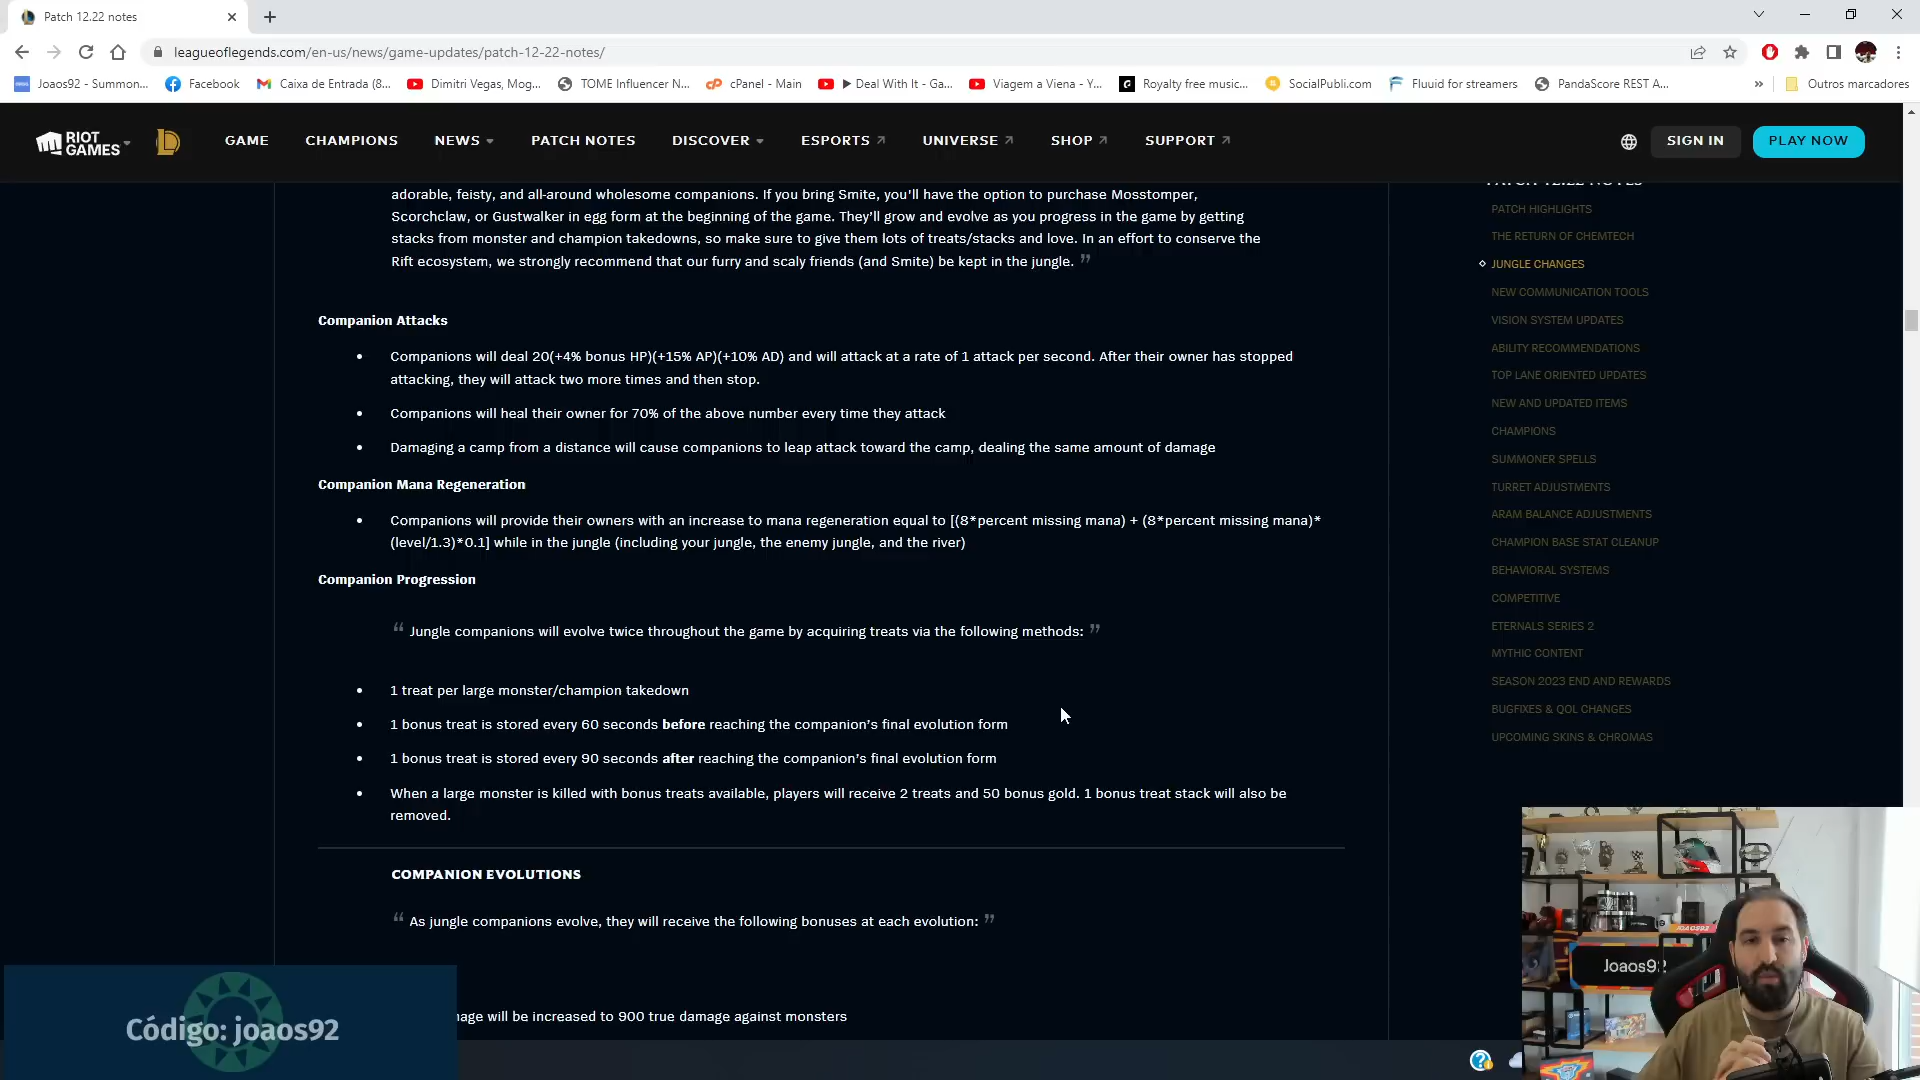 Patch 12.22 notes
leagueoflegends.com/en-us/news/game-updates/patch-12-22-notes/
Joaos92 - Summon... Facebook Caixa de Entrada (8... Dimitri Vegas, Mog... TOME Influencer N... cPanel - Main ▶ Deal With It - Ga... Viagem a Viena - Y... Royalty free music... SocialPubli.com Fluuid for streamers PandaScore REST A... » Outros marcadores
RIOT GAMES GAME CHAMPIONS NEWS PATCH NOTES DISCOVER ESPORTS UNIVERSE SHOP SUPPORT SIGN IN PLAY NOW
adorable, feisty, and all-around wholesome companions. If you bring Smite, you’ll have the option to purchase Mosstomper,
Scorchclaw, or Gustwalker in egg form at the beginning of the game. They’ll grow and evolve as you progress in the game by getting
stacks from monster and champion takedowns, so make sure to give them lots of treats/stacks and love. In an effort to conserve the
Rift ecosystem, we strongly recommend that our furry and scaly friends (and Smite) be kept in the jungle. ”
Companion Attacks
• Companions will deal 20(+4% bonus HP)(+15% AP)(+10% AD) and will attack at a rate of 1 attack per second. After their owner has stopped
attacking, they will attack two more times and then stop.
• Companions will heal their owner for 70% of the above number every time they attack
• Damaging a camp from a distance will cause companions to leap attack toward the camp, dealing the same amount of damage
Companion Mana Regeneration
• Companions will provide their owners with an increase to mana regeneration equal to [(8*percent missing mana) + (8*percent missing mana)*
(level/1.3)*0.1] while in the jungle (including your jungle, the enemy jungle, and the river)
Companion Progression
“ Jungle companions will evolve twice throughout the game by acquiring treats via the following methods: ”
• 1 treat per large monster/champion takedown
• 1 bonus treat is stored every 60 seconds before reaching the companion’s final evolution form
• 1 bonus treat is stored every 90 seconds after reaching the companion’s final evolution form
• When a large monster is killed with bonus treats available, players will receive 2 treats and 50 bonus gold. 1 bonus treat stack will also be
removed.
COMPANION EVOLUTIONS
“ As jungle companions evolve, they will receive the following bonuses at each evolution: ”
mage will be increased to 900 true damage against monsters
PATCH 12.22 NOTES
PATCH HIGHLIGHTS
THE RETURN OF CHEMTECH
JUNGLE CHANGES
NEW COMMUNICATION TOOLS
VISION SYSTEM UPDATES
ABILITY RECOMMENDATIONS
TOP LANE ORIENTED UPDATES
NEW AND UPDATED ITEMS
CHAMPIONS
SUMMONER SPELLS
TURRET ADJUSTMENTS
ARAM BALANCE ADJUSTMENTS
CHAMPION BASE STAT CLEANUP
BEHAVIORAL SYSTEMS
COMPETITIVE
ETERNALS SERIES 2
MYTHIC CONTENT
SEASON 2023 END AND REWARDS
BUGFIXES & QOL CHANGES
UPCOMING SKINS & CHROMAS
Código: joaos92
JOAOS92
Joaos92